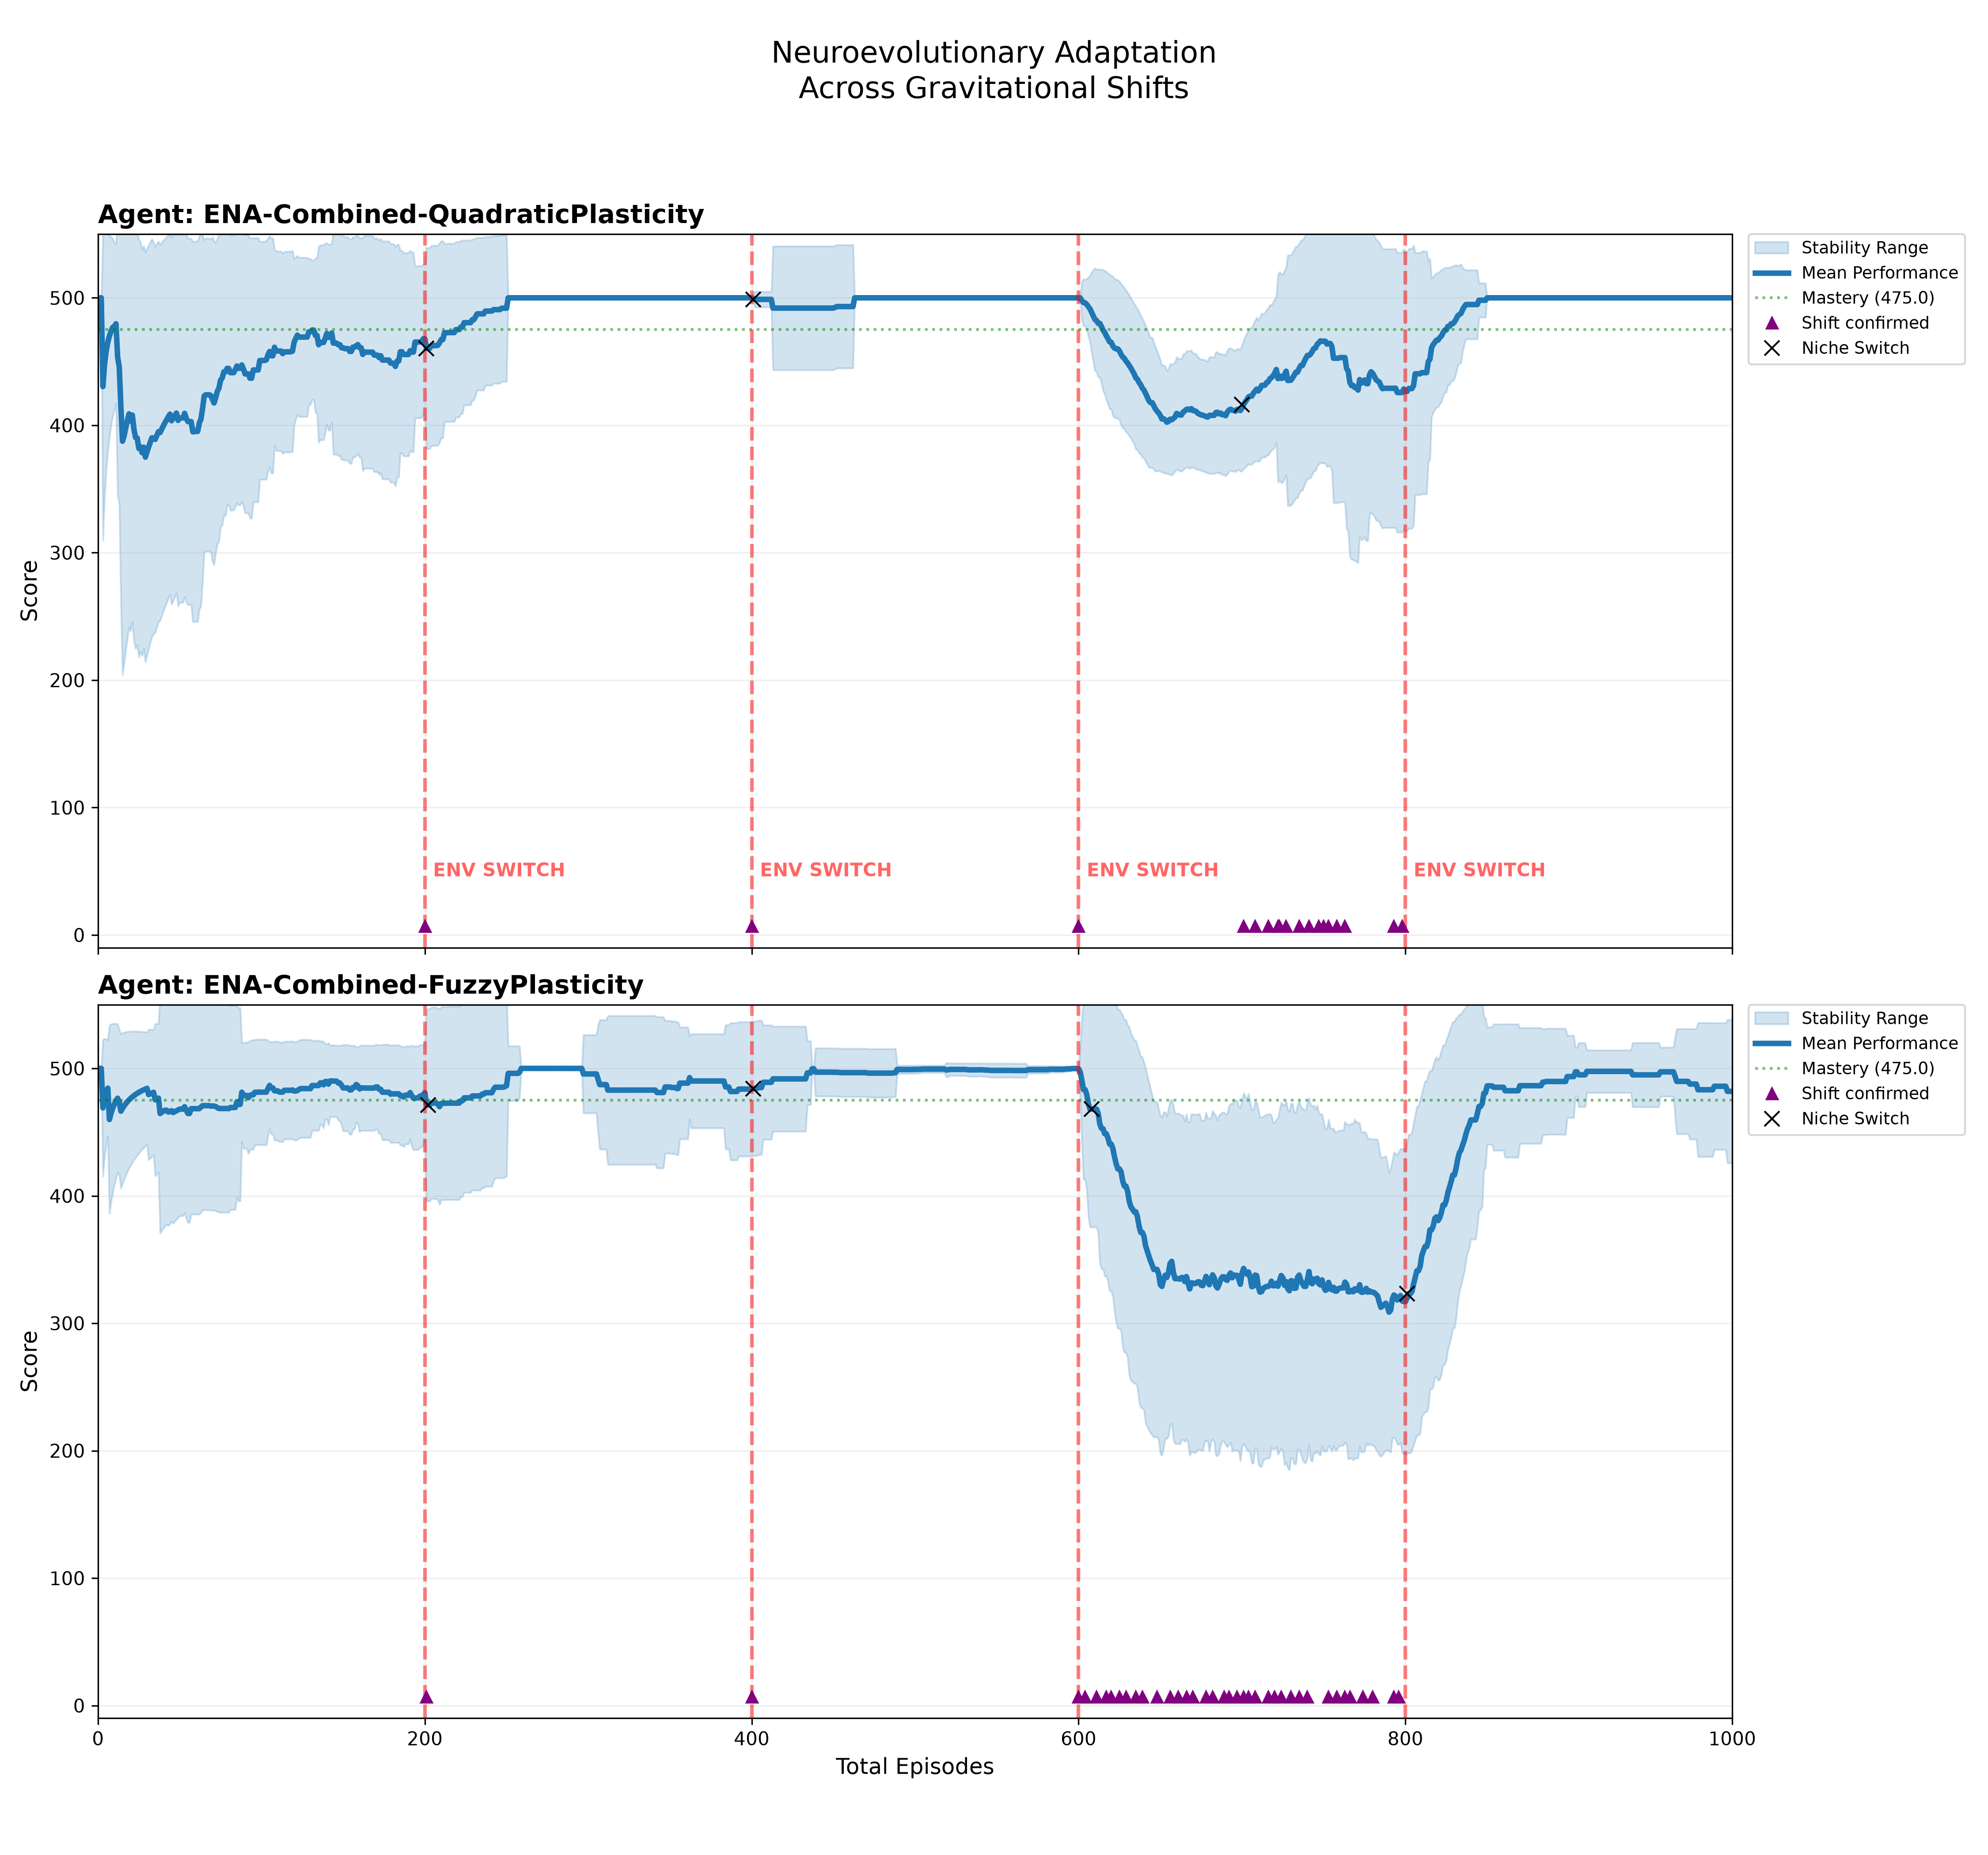 Neuroevolutionary Adaptation
Across Gravitational Shifts
Agent: ENA-Combined-QuadraticPlasticity
Score
500
400
300
200
100
0
ENV SWITCH
ENV SWITCH
ENV SWITCH
ENV SWITCH
Stability Range
Mean Performance
Mastery (475.0)
Shift confirmed
Niche Switch
Agent: ENA-Combined-FuzzyPlasticity
Score
500
400
300
200
100
0
Stability Range
Mean Performance
Mastery (475.0)
Shift confirmed
Niche Switch
0
200
400
600
800
1000
Total Episodes